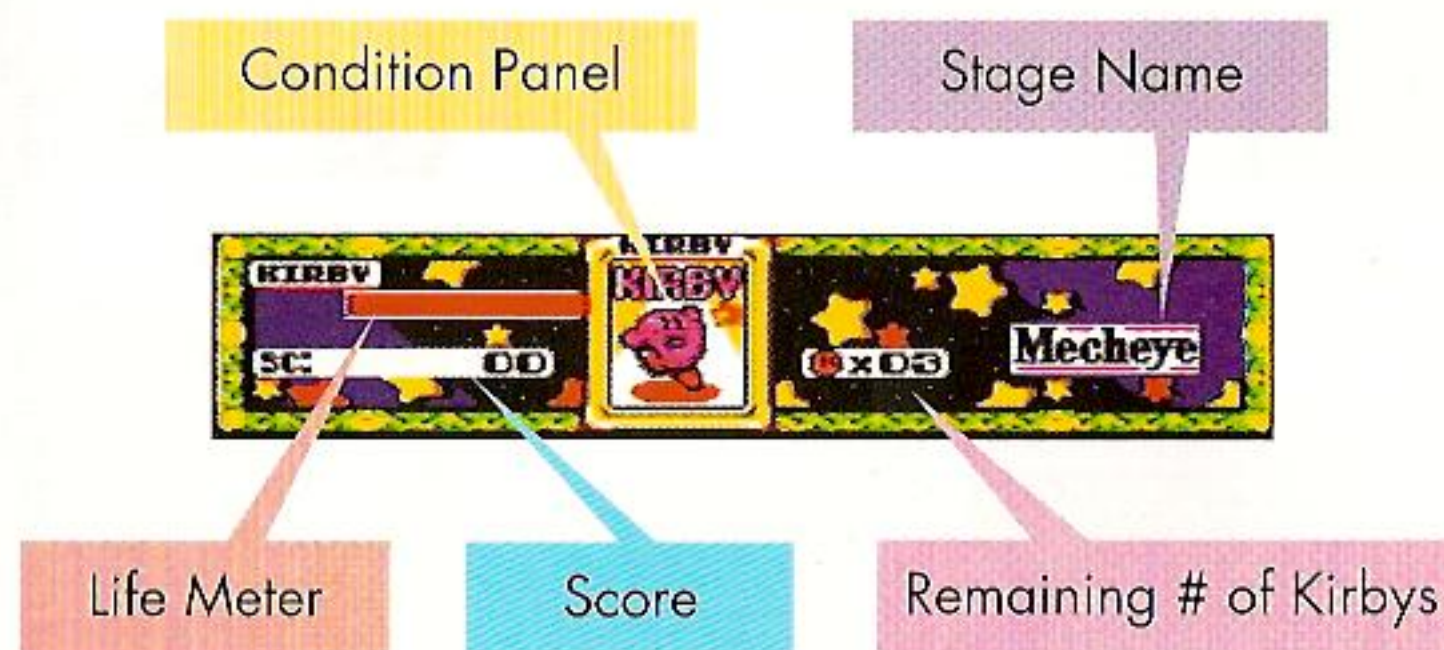 Condition Panel
Stage Name
KIRBY
KIRBY
KIRBY
SC: 00
x03
Mecheye
Life Meter
Score
Remaining # of Kirbys